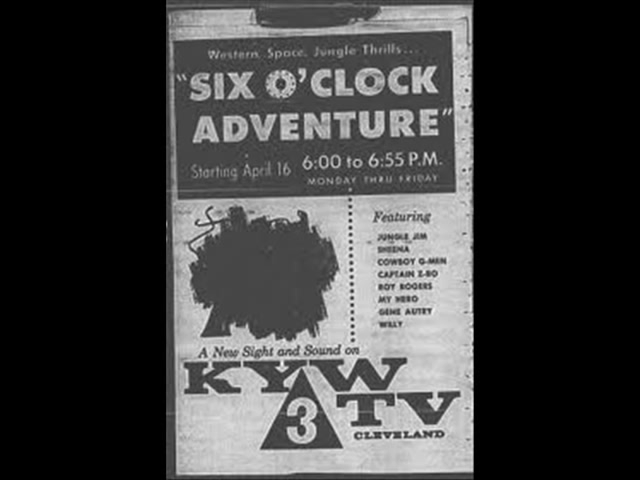 Western, Space, Jungle Thrills...
"SIX O'CLOCK
ADVENTURE"
Starting April 16 6:00 to 6:55 P.M.
MONDAY THRU FRIDAY
Featuring
JUNGLE JIM
SHEENA
COWBOY G-MEN
CAPTAIN Z-RO
ROY ROGERS
MY HERO
GENE AUTRY
WILLY
A New Sight and Sound on
KYW
3 TV
CLEVELAND